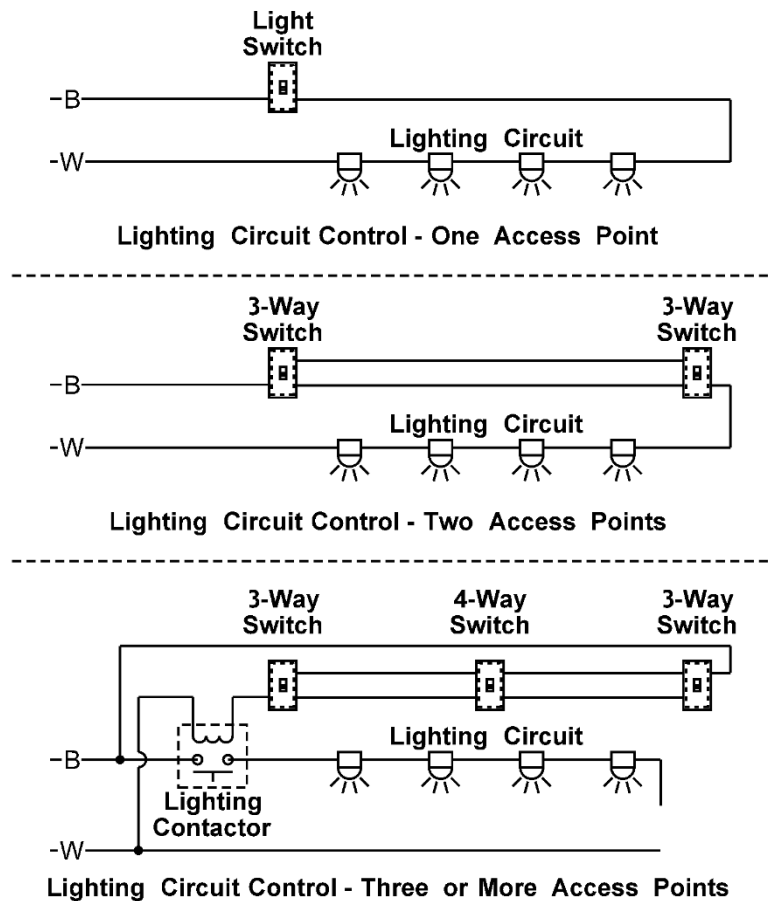 Light
Switch
B
Lighting Circuit
W
Lighting Circuit Control - One Access Point
3-Way
Switch
3-Way
Switch
B
Lighting Circuit
W
Lighting Circuit Control - Two Access Points
3-Way
Switch
4-Way
Switch
3-Way
Switch
Lighting Circuit
B
Lighting
Contactor
W
Lighting Circuit Control - Three or More Access Points